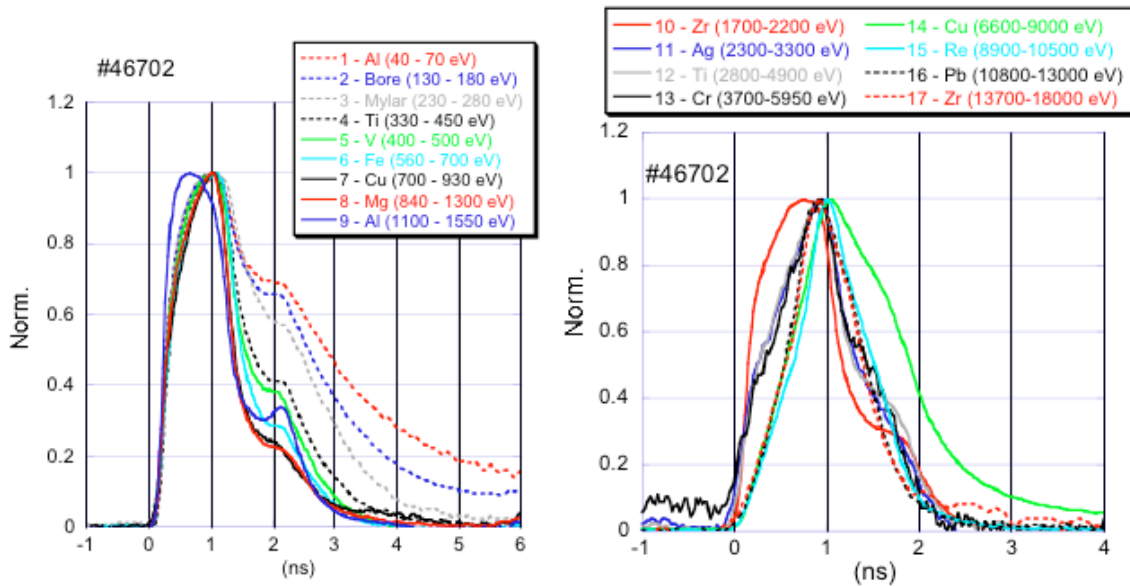 #46702
1 - Al (40 - 70 eV)
2 - Bore (130 - 180 eV)
3 - Mylar (230 - 280 eV)
4 - Ti (330 - 450 eV)
5 - V (400 - 500 eV)
6 - Fe (560 - 700 eV)
7 - Cu (700 - 930 eV)
8 - Mg (840 - 1300 eV)
9 - Al (1100 - 1550 eV)
1.2
1
0.8
0.6
0.4
0.2
0
Norm.
-1 0 1 2 3 4 5 6
(ns)
10 - Zr (1700-2200 eV) 14 - Cu (6600-9000 eV)
11 - Ag (2300-3300 eV) 15 - Re (8900-10500 eV)
12 - Ti (2800-4900 eV) 16 - Pb (10800-13000 eV)
13 - Cr (3700-5950 eV) 17 - Zr (13700-18000 eV)
#46702
1.2
1
0.8
0.6
0.4
0.2
0
Norm.
-1 0 1 2 3 4
(ns)